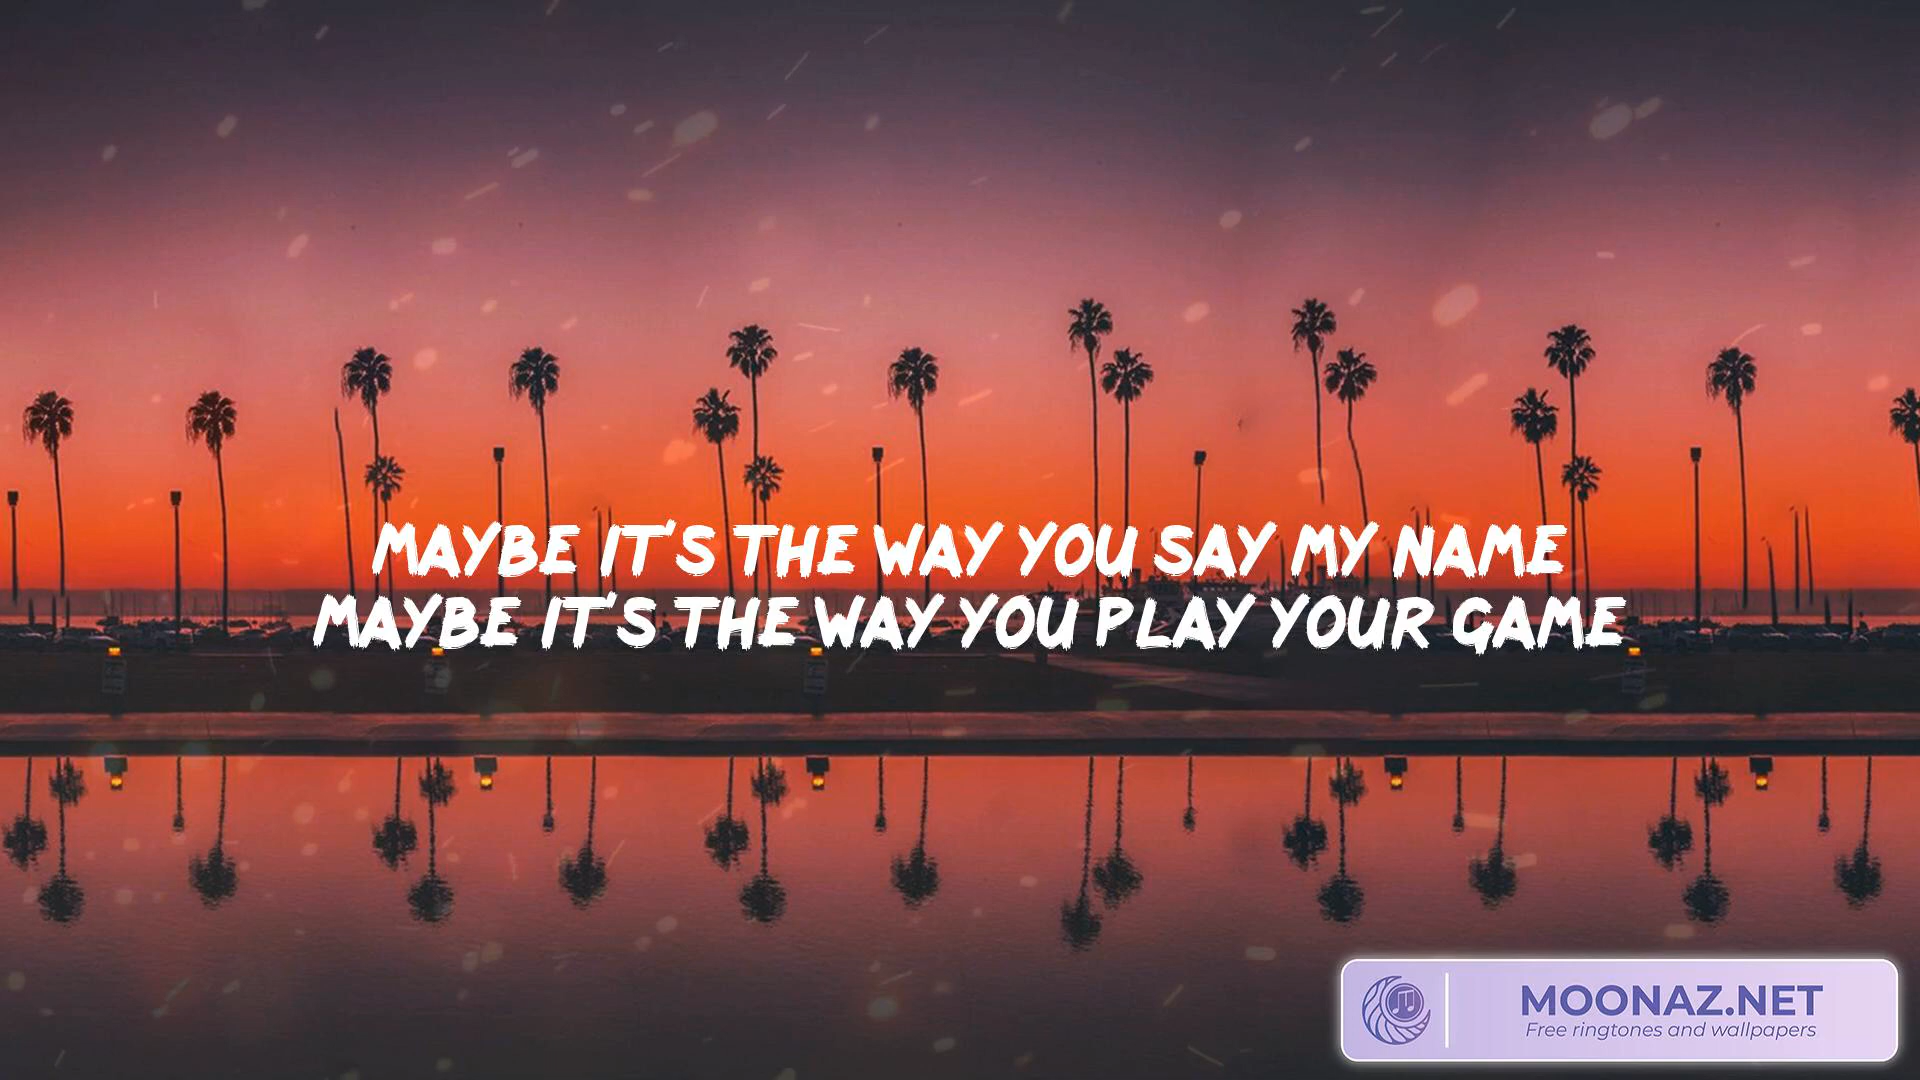 MAYBE IT'S THE WAY YOU SAY MY NAME
MAYBE IT'S THE WAY YOU PLAY YOUR GAME
MOONAZ.NET
Free ringtones and wallpapers